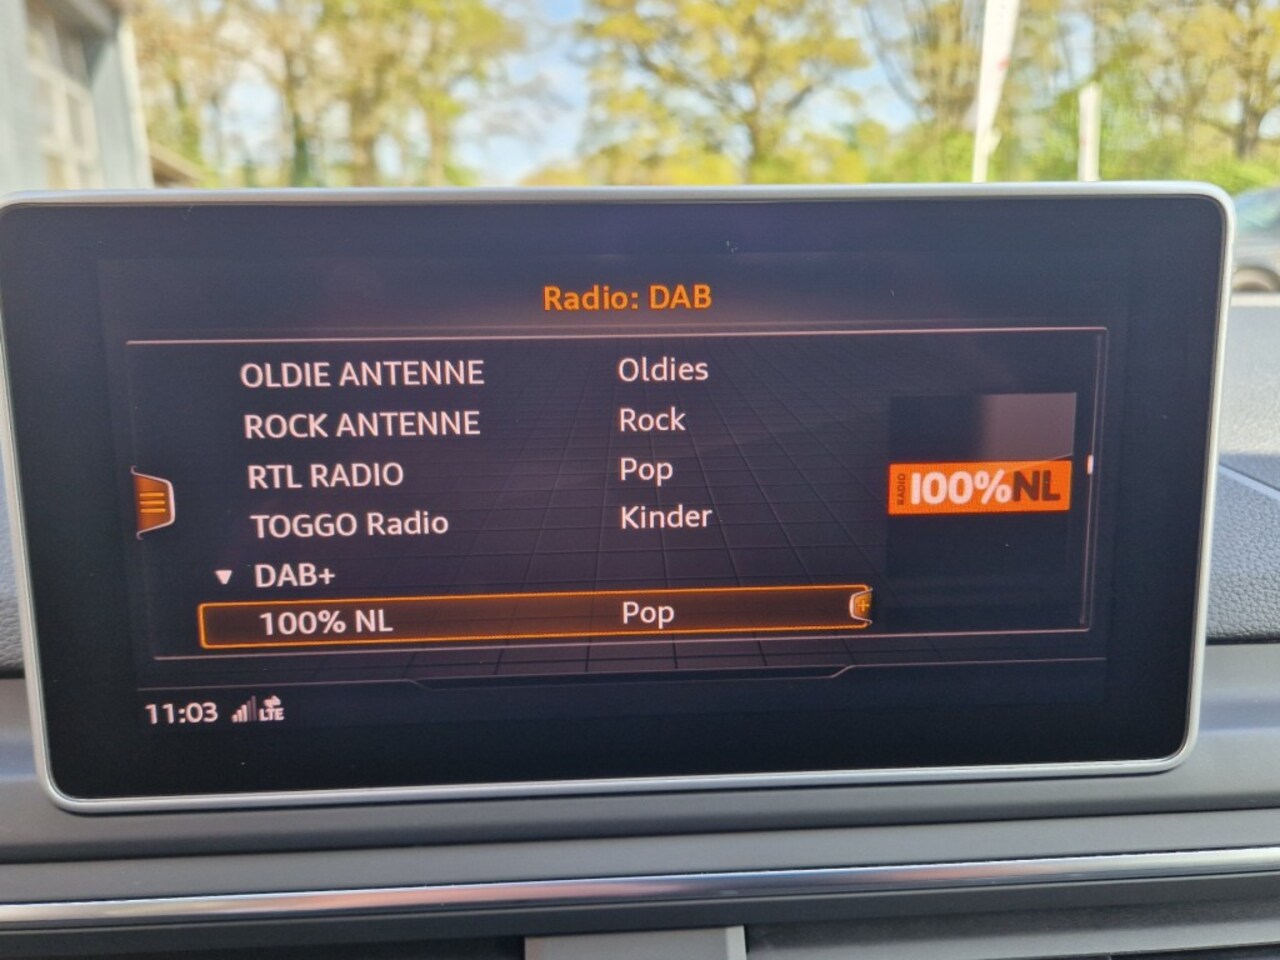 Radio: DAB
OLDIE ANTENNE Oldies
ROCK ANTENNE Rock
RTL RADIO Pop
TOGGO Radio Kinder
DAB+
100% NL Pop
RADIO 100%NL
11:03 LTE